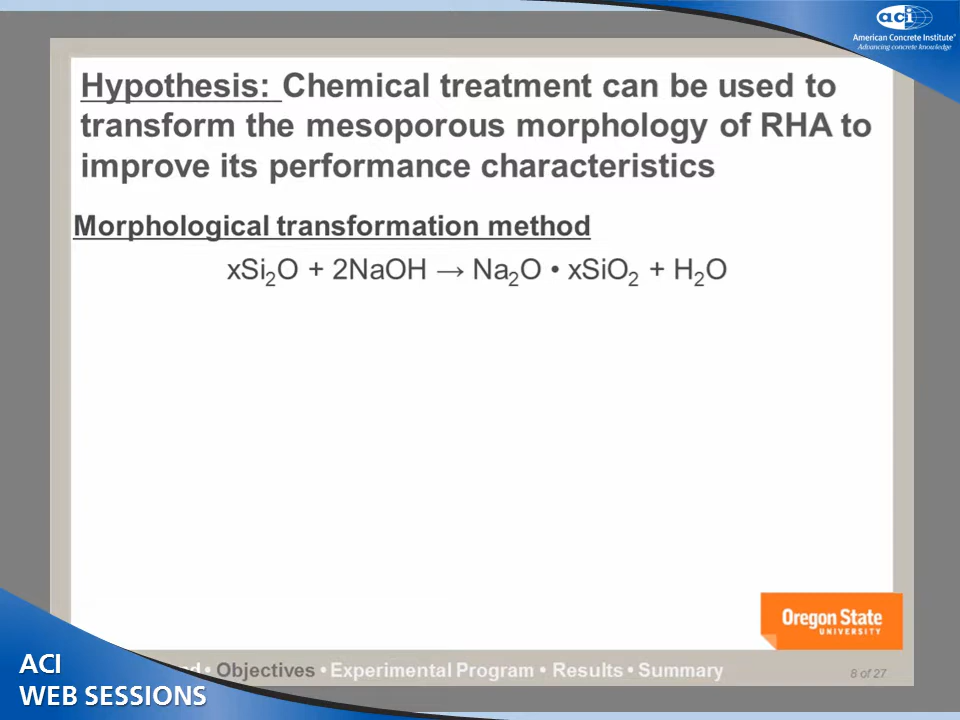 aci
American Concrete Institute®
Advancing concrete knowledge
Hypothesis: Chemical treatment can be used to
transform the mesoporous morphology of RHA to
improve its performance characteristics
Morphological transformation method
xSi₂O + 2NaOH → Na₂O • xSiO₂ + H₂O
Oregon State
UNIVERSITY
• Objectives • Experimental Program • Results • Summary
8 of 27
ACI
WEB SESSIONS